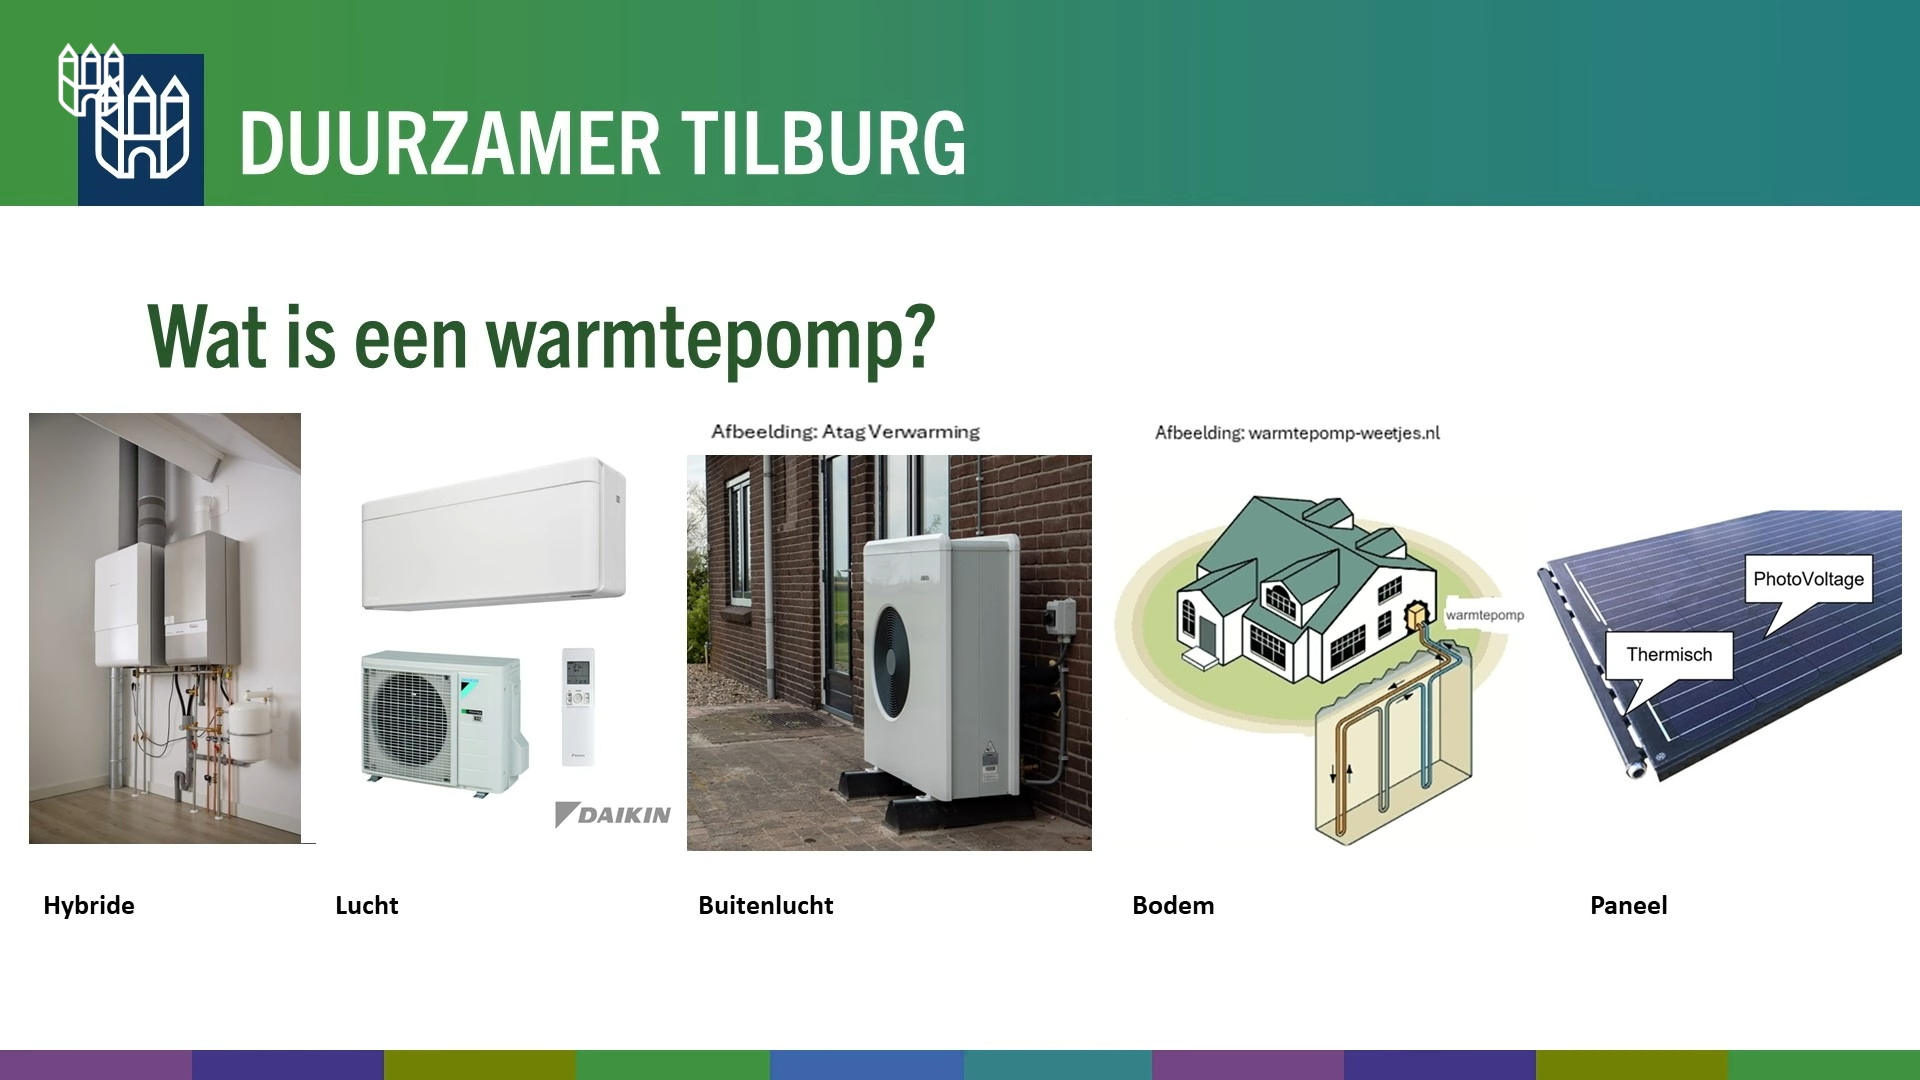 DUURZAMER TILBURG
Wat is een warmtepomp?
Afbeelding: Atag Verwarming
Afbeelding: warmtepomp-weetjes.nl
PhotoVoltage
warmtepomp
Thermisch
DAIKIN
Hybride
Lucht
Buitenlucht
Bodem
Paneel